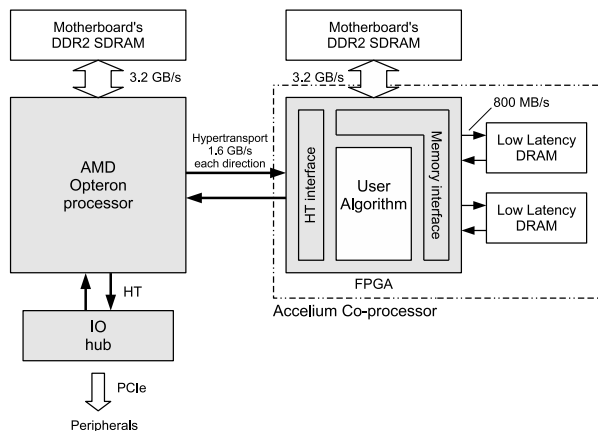 Motherboard's
DDR2 SDRAM
Motherboard's
DDR2 SDRAM
3.2 GB/s
3.2 GB/s
800 MB/s
AMD
Opteron
processor
Hypertransport
1.6 GB/s
each direction
HT interface
User
Algorithm
Memory interface
Low Latency
DRAM
Low Latency
DRAM
FPGA
Accelium Co-processor
HT
IO
hub
PCIe
Peripherals